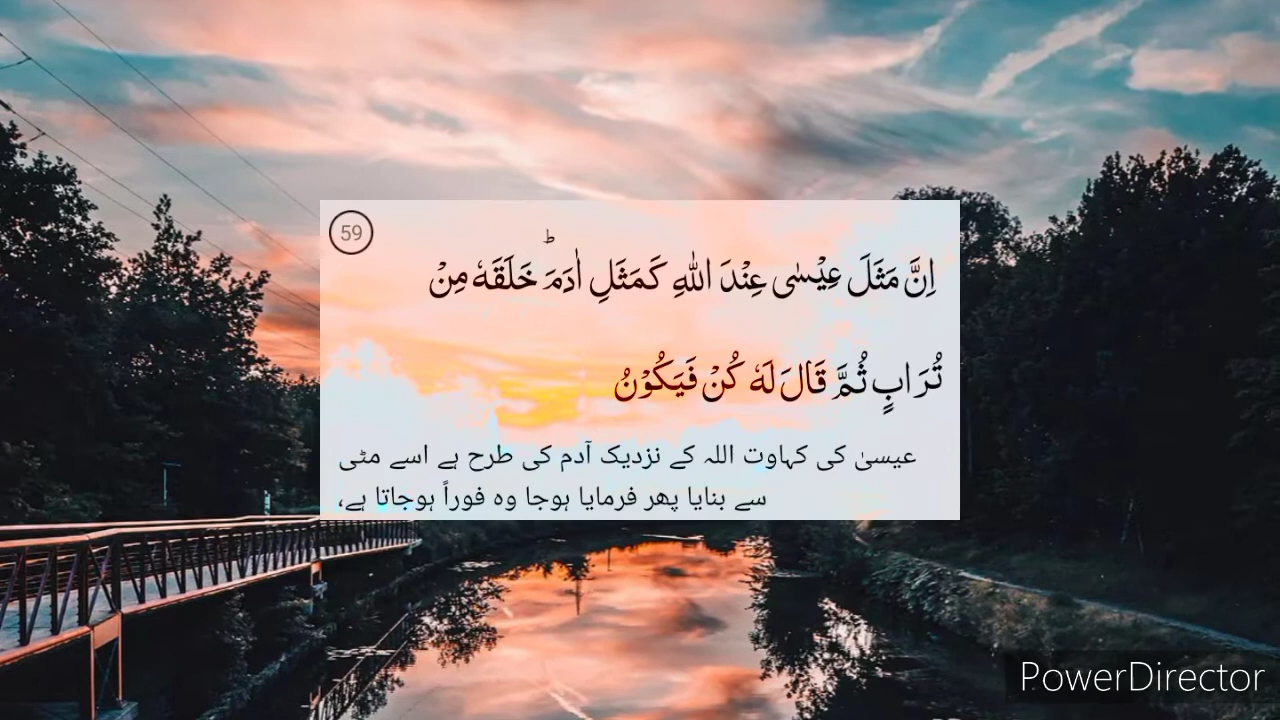 59
اِنَّ مَثَلَ عِيْسٰى عِنْدَ اللّٰهِ كَمَثَلِ اٰدَمَ ؕ خَلَقَهٗ مِنْ
تُرَابٍ ثُمَّ قَالَ لَهٗ كُنْ فَيَكُوْنُ
عیسیٰ کی کہاوت اللہ کے نزدیک آدم کی طرح ہے اسے مٹی
سے بنایا پھر فرمایا ہوجا وہ فوراً ہوجاتا ہے،
PowerDirector